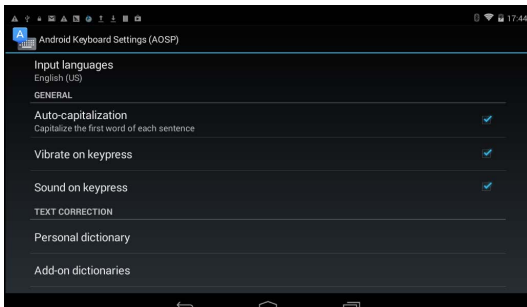 17:44
Android Keyboard Settings (AOSP)
Input languages
English (US)
GENERAL
Auto-capitalization
Capitalize the first word of each sentence
Vibrate on keypress
Sound on keypress
TEXT CORRECTION
Personal dictionary
Add-on dictionaries